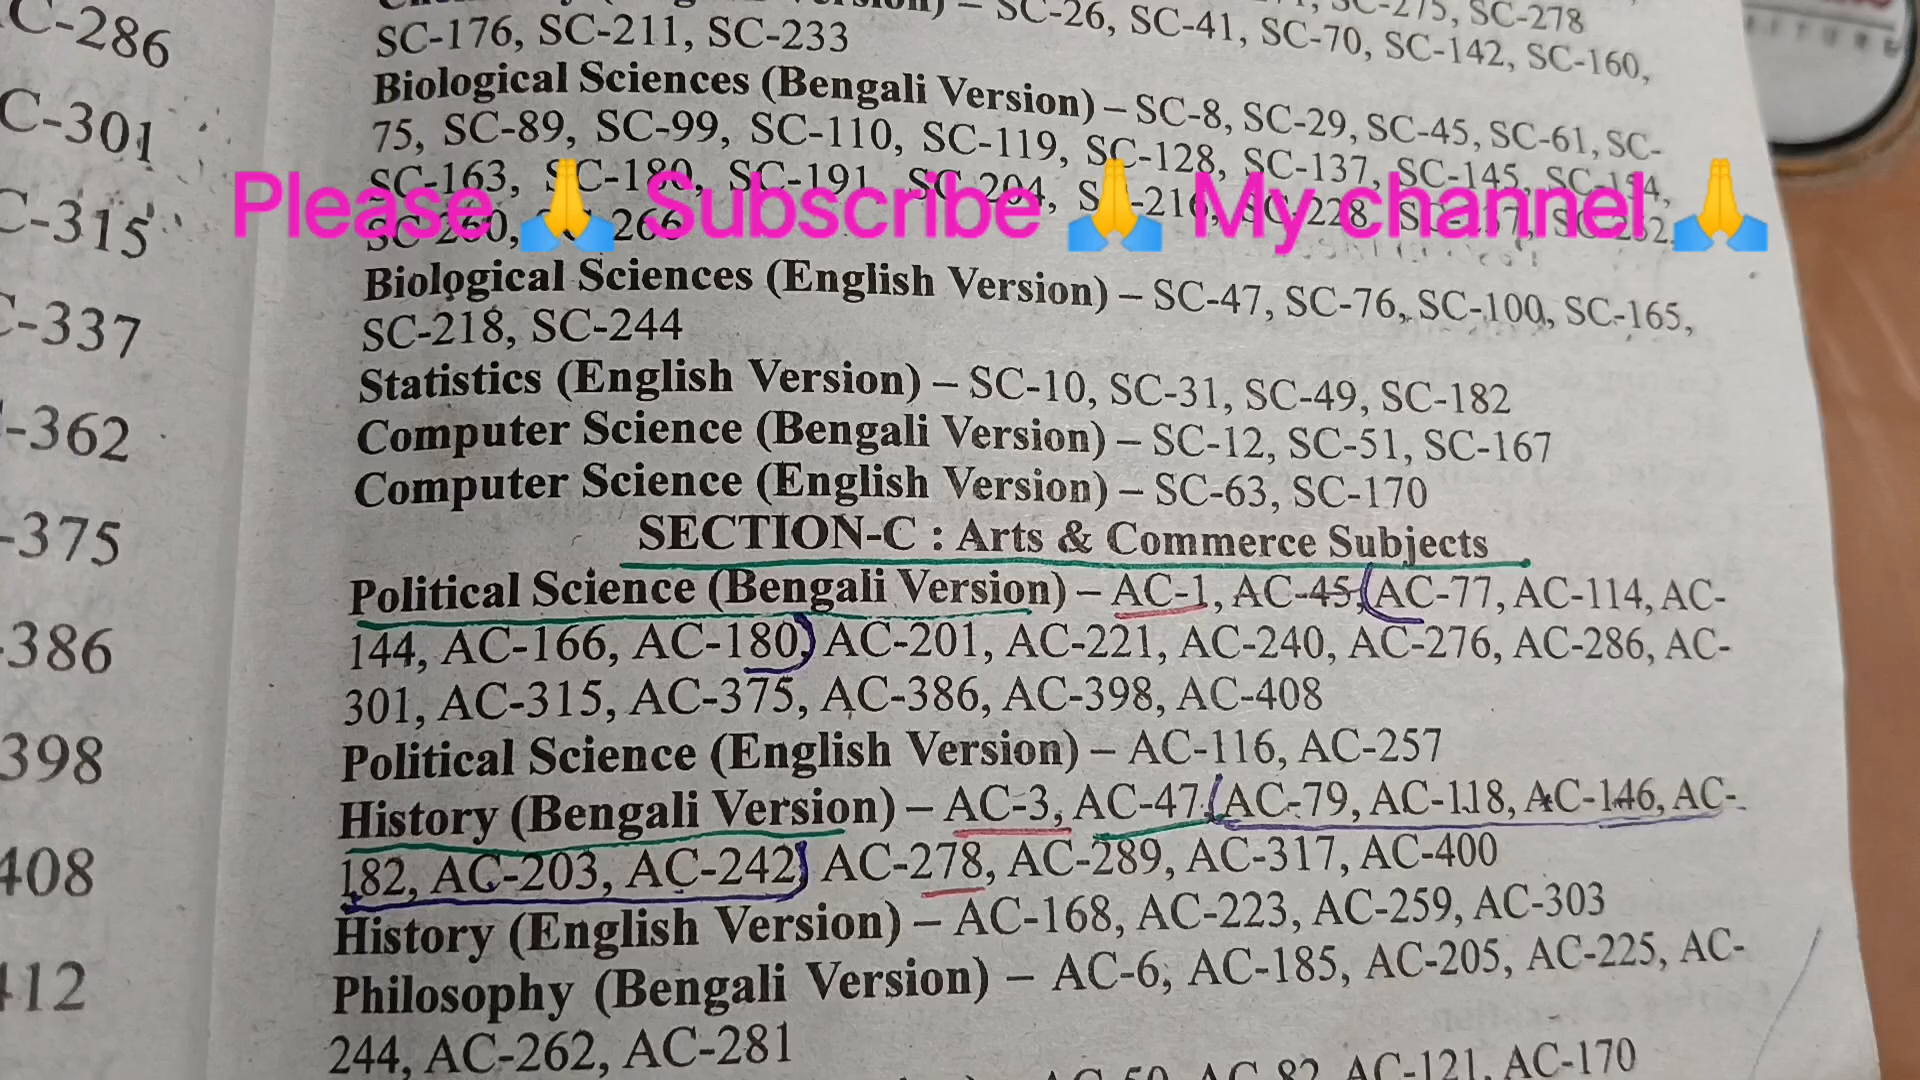 SC-275, SC-278
SC-26, SC-41, SC-70, SC-142, SC-160,
SC-176, SC-211, SC-233
Biological Sciences (Bengali Version) – SC-8, SC-29, SC-45, SC-61, SC-
75, SC-89, SC-99, SC-110, SC-119, SC-128, SC-137, SC-145,
SC-163, SC-180, SC-191, SC-204,
Please 🙏 Subscribe 🙏 My channel 🙏
Biological Sciences (English Version) – SC-47, SC-76, SC-100, SC-165,
SC-218, SC-244
Statistics (English Version) – SC-10, SC-31, SC-49, SC-182
Computer Science (Bengali Version) – SC-12, SC-51, SC-167
Computer Science (English Version) – SC-63, SC-170
SECTION-C : Arts & Commerce Subjects
Political Science (Bengali Version) – AC-1, AC-45, AC-77, AC-114, AC-
144, AC-166, AC-180, AC-201, AC-221, AC-240, AC-276, AC-286, AC-
301, AC-315, AC-375, AC-386, AC-398, AC-408
Political Science (English Version) – AC-116, AC-257
History (Bengali Version) – AC-3, AC-47, AC-79, AC-118, AC-146, AC-
182, AC-203, AC-242, AC-278, AC-289, AC-317, AC-400
History (English Version) – AC-168, AC-223, AC-259, AC-303
Philosophy (Bengali Version) – AC-6, AC-185, AC-205, AC-225, AC-
244, AC-262, AC-281
AC-121, AC-170
C-286
C-301
C-315
C-337
-362
-375
-386
398
408
412